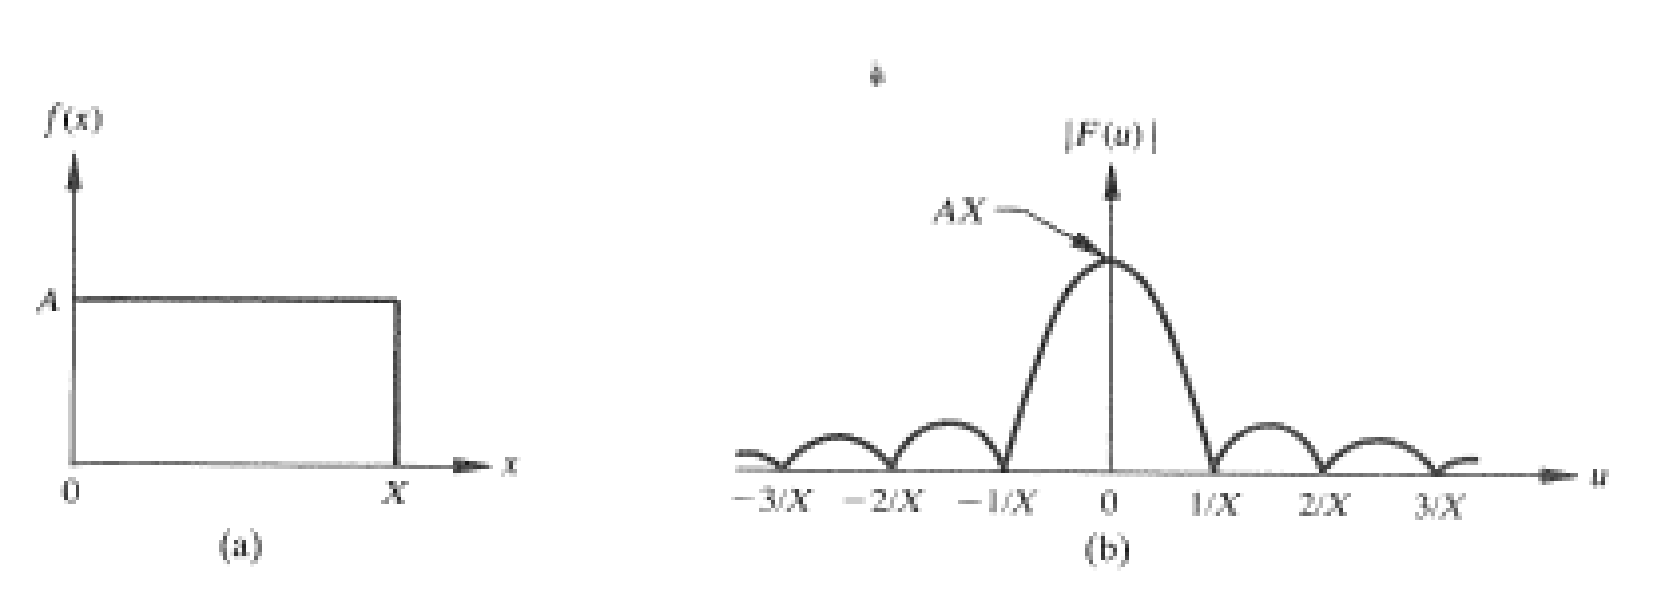 f(x)
A
0
X
x
(a)
|F(u)|
AX
−3/X −2/X −1/X 0 1/X 2/X 3/X
u
(b)